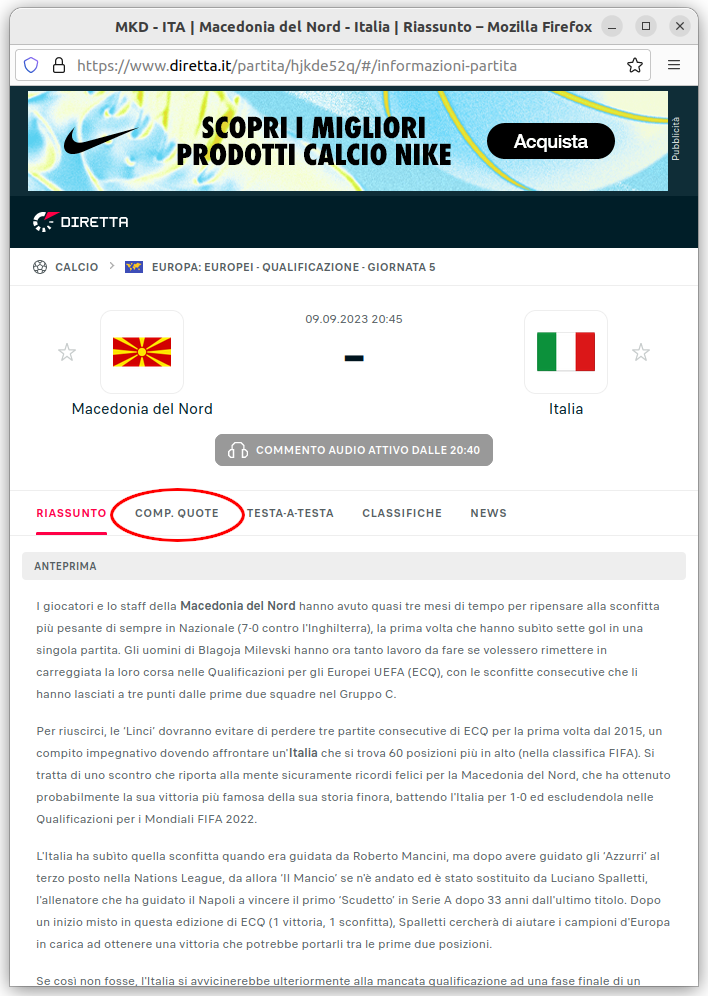 MKD - ITA | Macedonia del Nord - Italia | Riassunto – Mozilla Firefox
https://www.diretta.it/partita/hjkde52q/#/informazioni-partita
SCOPRI I MIGLIORI
PRODOTTI CALCIO NIKE
Acquista
Pubblicità
DIRETTA
CALCIO > EUROPA: EUROPEI - QUALIFICAZIONE - GIORNATA 5
09.09.2023 20:45
–
Macedonia del Nord
Italia
COMMENTO AUDIO ATTIVO DALLE 20:40
RIASSUNTO COMP. QUOTE TESTA-A-TESTA CLASSIFICHE NEWS
ANTEPRIMA
I giocatori e lo staff della Macedonia del Nord hanno avuto quasi tre mesi di tempo per ripensare alla sconfitta
più pesante di sempre in Nazionale (7-0 contro l'Inghilterra), la prima volta che hanno subìto sette gol in una
singola partita. Gli uomini di Blagoja Milevski hanno ora tanto lavoro da fare se volessero rimettere in
carreggiata la loro corsa nelle Qualificazioni per gli Europei UEFA (ECQ), con le sconfitte consecutive che li
hanno lasciati a tre punti dalle prime due squadre nel Gruppo C.
Per riuscirci, le 'Linci' dovranno evitare di perdere tre partite consecutive di ECQ per la prima volta dal 2015, un
compito impegnativo dovendo affrontare un'Italia che si trova 60 posizioni più in alto (nella classifica FIFA). Si
tratta di uno scontro che riporta alla mente sicuramente ricordi felici per la Macedonia del Nord, che ha ottenuto
probabilmente la sua vittoria più famosa della sua storia finora, battendo l'Italia per 1-0 ed escludendola nelle
Qualificazioni per i Mondiali FIFA 2022.
L'Italia ha subìto quella sconfitta quando era guidata da Roberto Mancini, ma dopo avere guidato gli 'Azzurri' al
terzo posto nella Nations League, da allora 'Il Mancio' se n'è andato ed è stato sostituito da Luciano Spalletti,
l'allenatore che ha guidato il Napoli a vincere il primo 'Scudetto' in Serie A dopo 33 anni dall'ultimo titolo. Dopo
un inizio misto in questa edizione di ECQ (1 vittoria, 1 sconfitta), Spalletti cercherà di aiutare i campioni d'Europa
in carica ad ottenere una vittoria che potrebbe portarli tra le prime due posizioni.
Se così non fosse, l'Italia si avvicinerebbe ulteriormente alla mancata qualificazione ad una fase finale di un